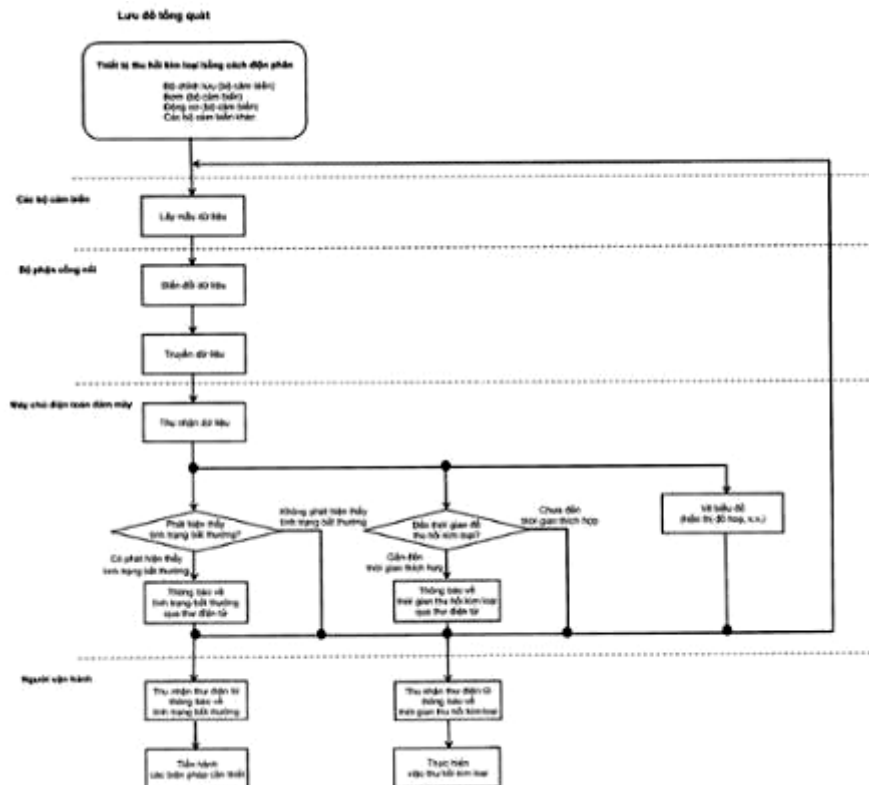 Lưu đồ tổng quát
Thiết bị thu hồi kim loại bằng cách điện phân
Bộ chỉnh lưu (bộ cảm biến)
Bơm (bộ cảm biến)
Động cơ (bộ cảm biến)
Các bộ cảm biến khác
Các bộ cảm biến
Lấy mẫu dữ liệu
Bộ phận cổng nối
Biến đổi dữ liệu
Truyền dữ liệu
Máy chủ điện toán đám mây
Thu nhận dữ liệu
Phát hiện thấy
tình trạng bất thường?
Không phát hiện thấy
tình trạng bất thường
Đến thời gian để
thu hồi kim loại?
Chưa đến
thời gian thích hợp
Vẽ biểu đồ
(hiển thị đồ hoạ, v.v.)
Có phát hiện thấy
tình trạng bất thường
Gần đến
thời gian thích hợp
Thông báo về
tình trạng bất thường
qua thư điện tử
Thông báo về
thời gian thu hồi kim loại
qua thư điện tử
Người vận hành
Thu nhận thư điện tử
thông báo về
tình trạng bất thường
Thu nhận thư điện tử
thông báo về
thời gian thu hồi kim loại
Tiến hành
các biện pháp cần thiết
Thực hiện
việc thu hồi kim loại